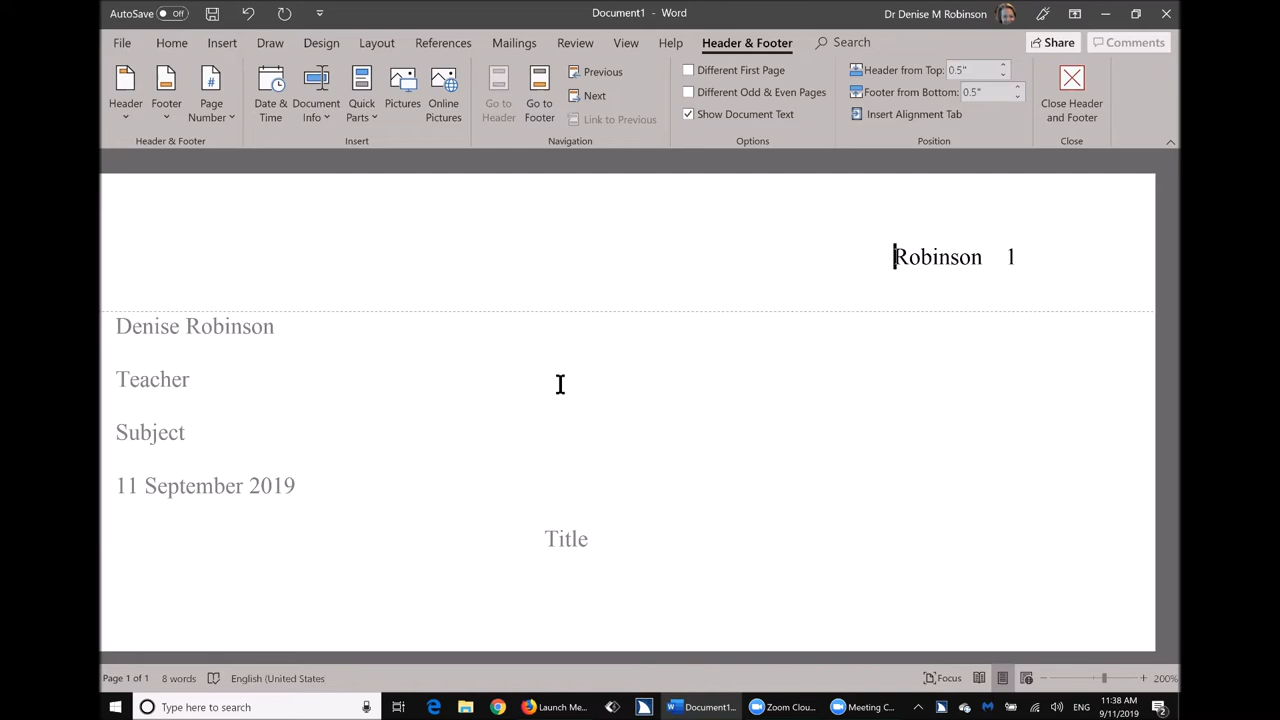 AutoSave Off
Document1 - Word
Dr Denise M Robinson
File Home Insert Draw Design Layout References Mailings Review View Help Header & Footer Search Share Comments
Header
Footer
Page Number
Header & Footer
Date & Time
Document Info
Quick Parts
Pictures
Online Pictures
Insert
Go to Header
Go to Footer
Previous
Next
Link to Previous
Navigation
Different First Page
Different Odd & Even Pages
Show Document Text
Options
Header from Top: 0.5"
Footer from Bottom: 0.5"
Insert Alignment Tab
Position
Close Header and Footer
Close
Robinson 1
Denise Robinson
Teacher
Subject
11 September 2019
Title
Page 1 of 1 8 words English (United States Focus 200%
Type here to search
Launch Me...
Document1...
Zoom Clou...
Meeting C...
ENG
11:38 AM
9/11/2019
2